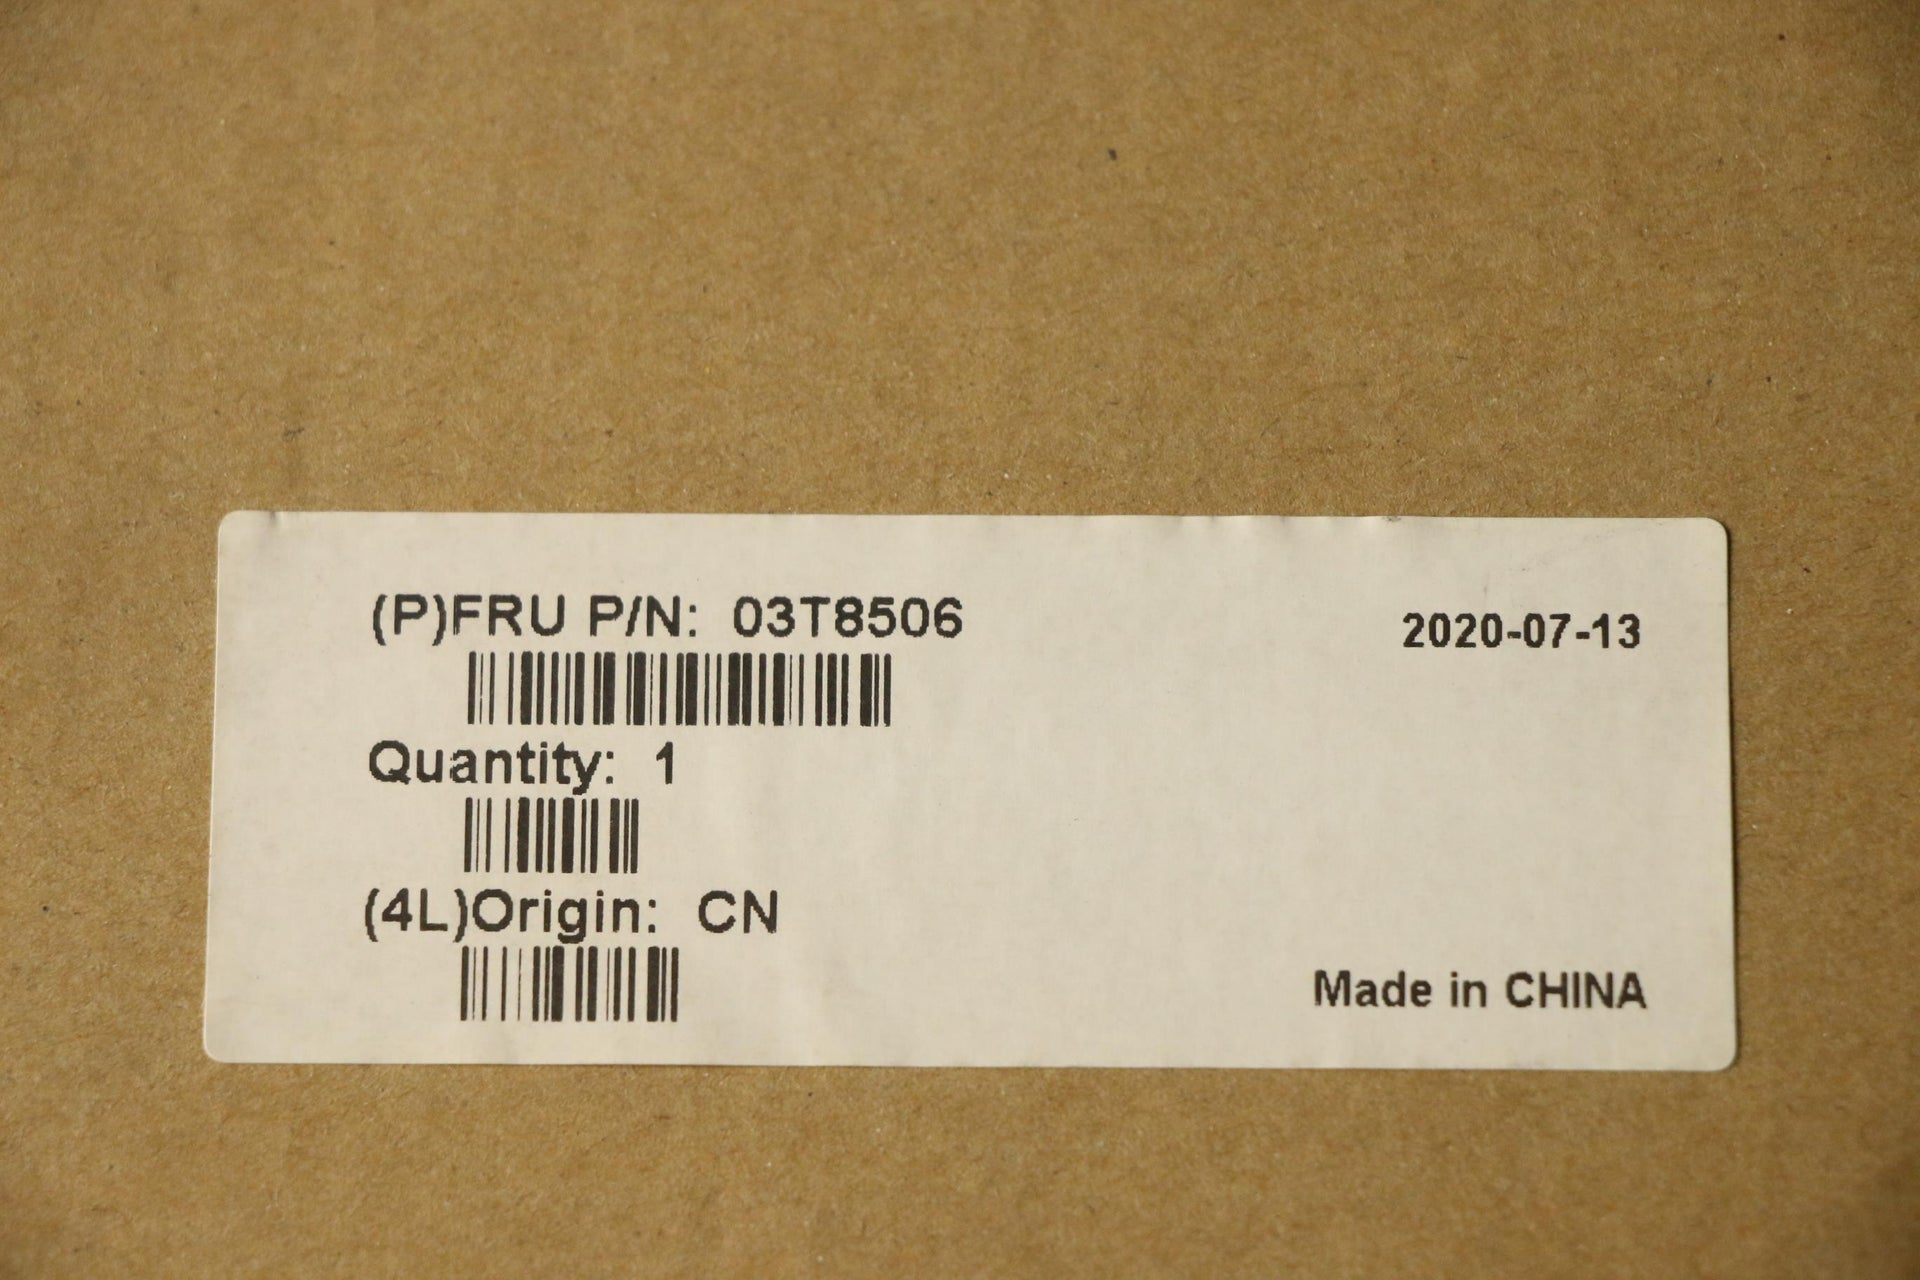 (P)FRU P/N: 03T8506
2020-07-13
Quantity: 1
(4L)Origin: CN
Made in CHINA